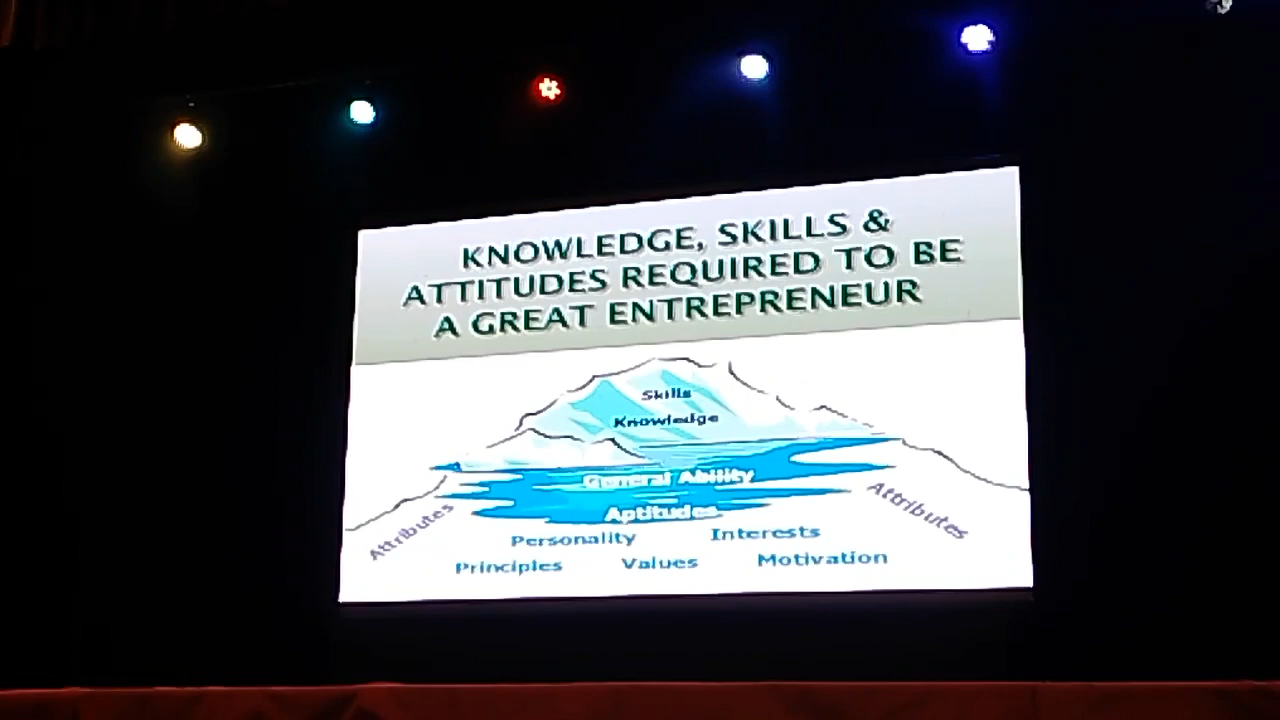 KNOWLEDGE, SKILLS &
ATTITUDES REQUIRED TO BE
A GREAT ENTREPRENEUR
Skills
Knowledge
General Ability
Attributes
Attributes
Aptitudes
Personality
Interests
Principles
Values
Motivation